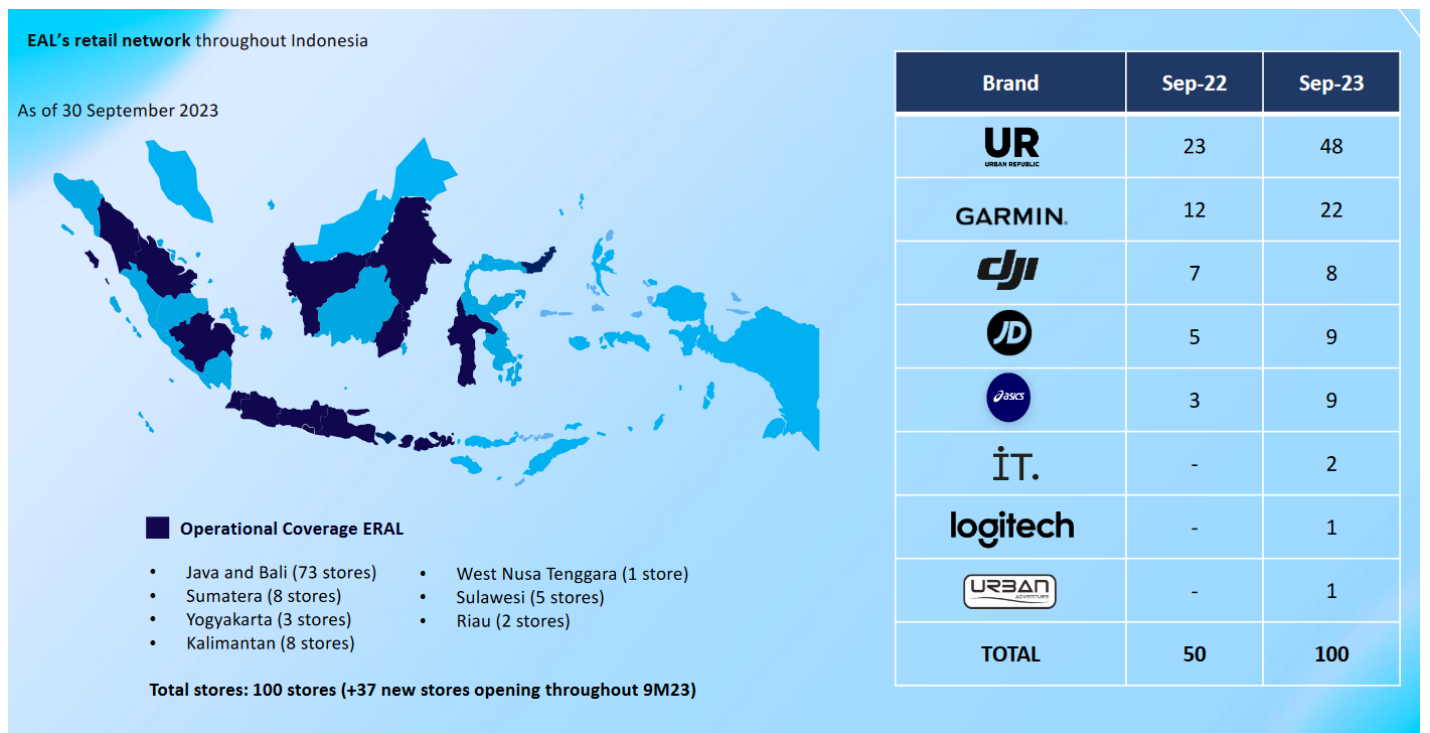 EAL's retail network throughout Indonesia
As of 30 September 2023
Operational Coverage ERAL
• Java and Bali (73 stores)
• Sumatera (8 stores)
• Yogyakarta (3 stores)
• Kalimantan (8 stores)
• West Nusa Tenggara (1 store)
• Sulawesi (5 stores)
• Riau (2 stores)
Total stores: 100 stores (+37 new stores opening throughout 9M23)
Brand Sep-22 Sep-23
UR
URBAN REPUBLIC 23 48
GARMIN. 12 22
dji 7 8
JD 5 9
asics 3 9
iT. - 2
logitech - 1
URBAN
ADVENTURE - 1
TOTAL 50 100